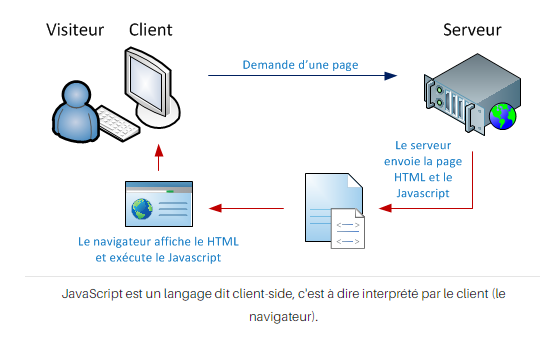 Visiteur
Client
Serveur
Demande d'une page
Le serveur
envoie la page
HTML et le
Javascript
<---->
<---->
Le navigateur affiche le HTML
et exécute le Javascript
JavaScript est un langage dit client-side, c'est à dire interprété par le client (le
navigateur).